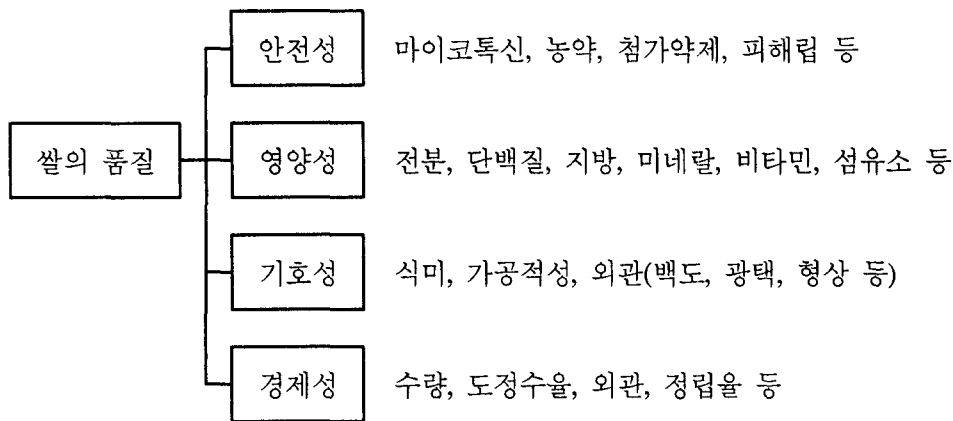 안전성 마이코톡신, 농약, 첨가약제, 피해립 등
쌀의 품질
영양성 전분, 단백질, 지방, 미네랄, 비타민, 섬유소 등
기호성 식미, 가공적성, 외관(백도, 광택, 형상 등)
경제성 수량, 도정수율, 외관, 정립율 등